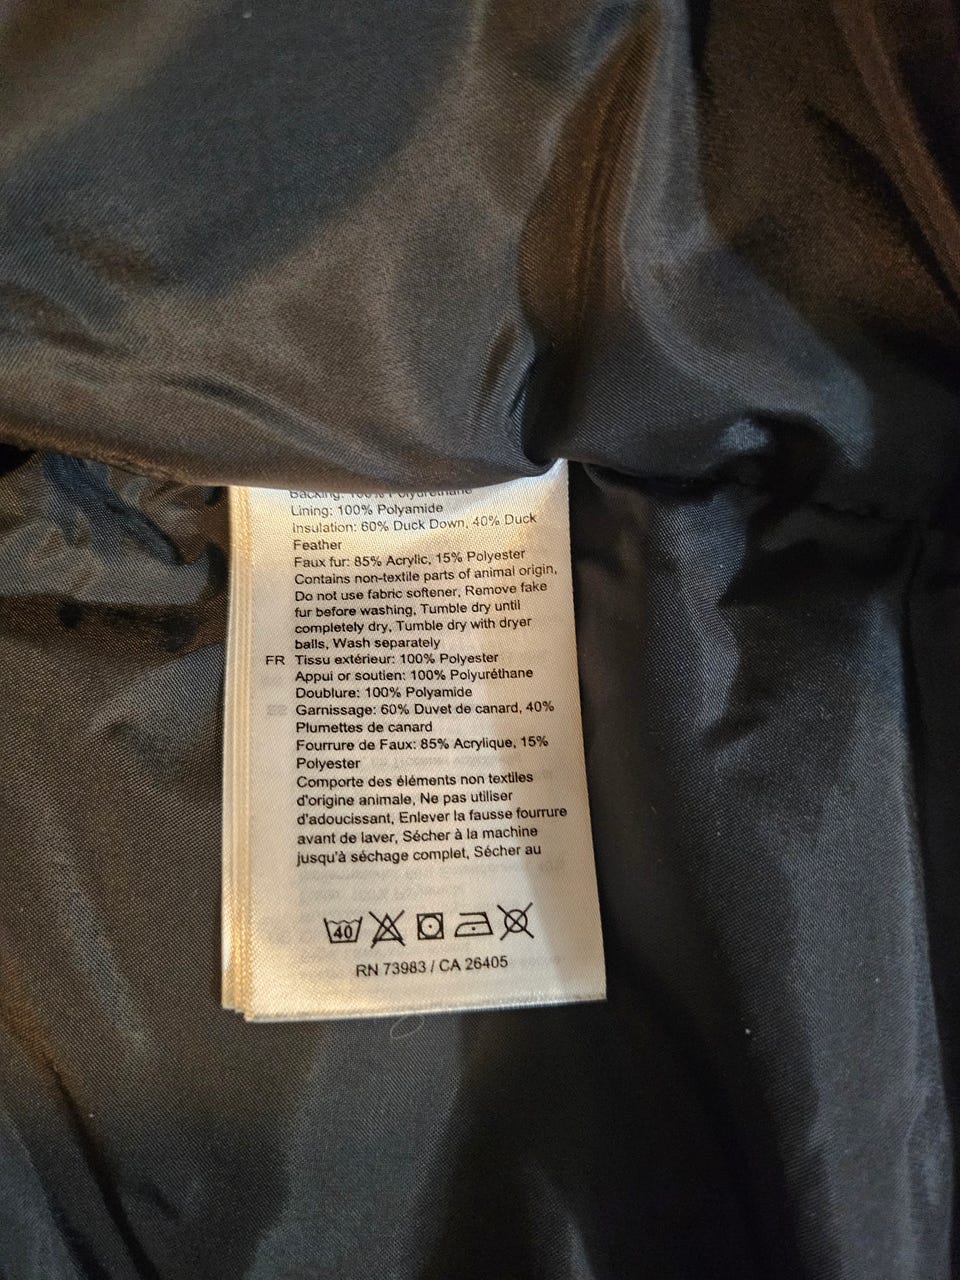 Backing: 100% Polyurethane
Lining: 100% Polyamide
Insulation: 60% Duck Down, 40% Duck
Feather
Faux fur: 85% Acrylic, 15% Polyester
Contains non-textile parts of animal origin,
Do not use fabric softener, Remove fake
fur before washing, Tumble dry until
completely dry, Tumble dry with dryer
balls, Wash separately
FR Tissu extérieur: 100% Polyester
Appui or soutien: 100% Polyuréthane
Doublure: 100% Polyamide
Garnissage: 60% Duvet de canard, 40%
Plumettes de canard
Fourrure de Faux: 85% Acrylique, 15%
Polyester
Comporte des éléments non textiles
d'origine animale, Ne pas utiliser
d'adoucissant, Enlever la fausse fourrure
avant de laver, Sécher à la machine
jusqu'à séchage complet, Sécher au
40
RN 73983 / CA 26405